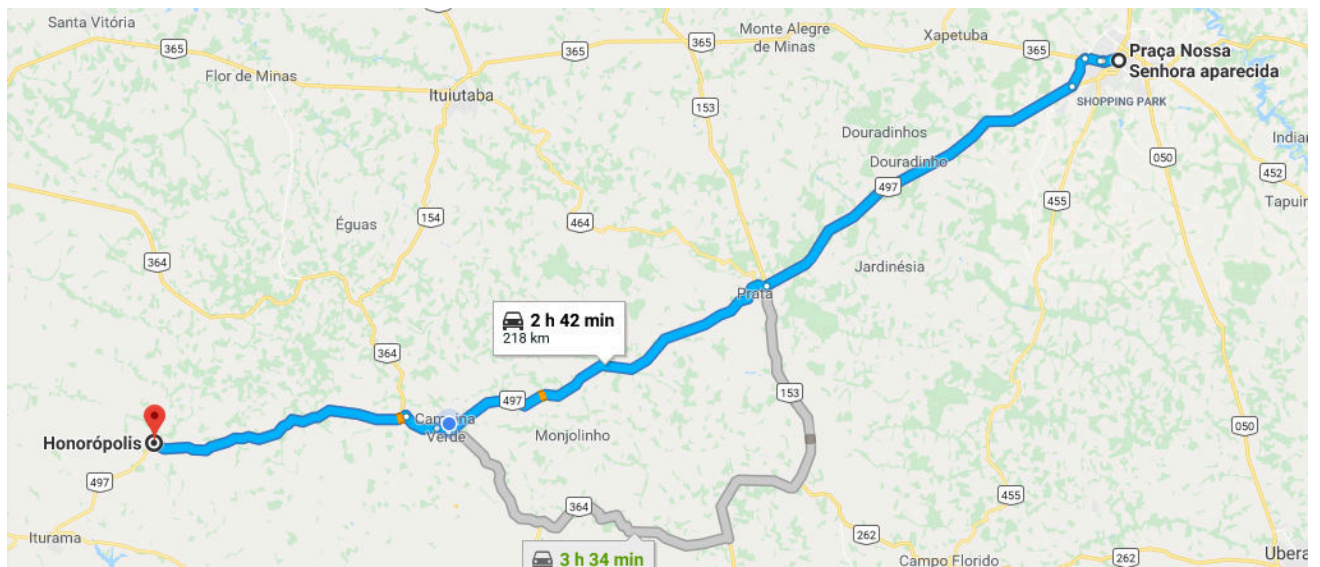 Santa Vitória
365
Flor de Minas
Ituiutaba
365
365
Monte Alegre
de Minas
Xapetuba
365
Praça Nossa
Senhora aparecida
SHOPPING PARK
153
Douradinhos
Douradinho
497
050
Indian
452
Tapuir
455
154
Éguas
464
364
Jardinésia
Prata
2 h 42 min
218 km
364
497
153
Campina
Verde
Monjolinho
Honorópolis
497
050
455
364
Iturama
262
3 h 34 min
Campo Florido
262
Ubera